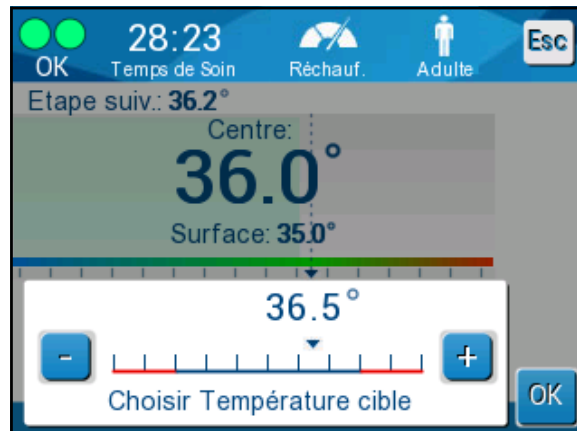 28:23
Esc
OK
Temps de Soin
Réchauf.
Adulte
Etape suiv.: 36.2°
Centre:
36.0°
Surface: 35.0°
36.5°
-
+
Choisir Température cible
OK